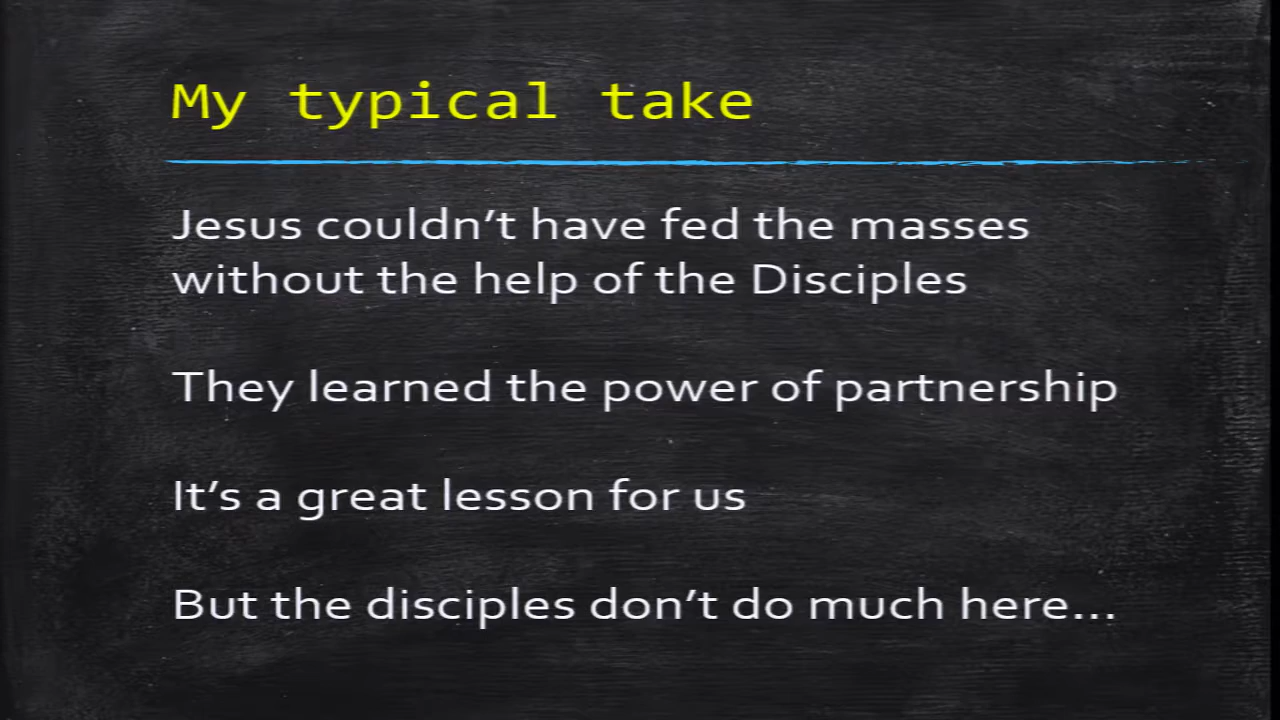 My typical take
Jesus couldn’t have fed the masses
without the help of the Disciples
They learned the power of partnership
It’s a great lesson for us
But the disciples don’t do much here…